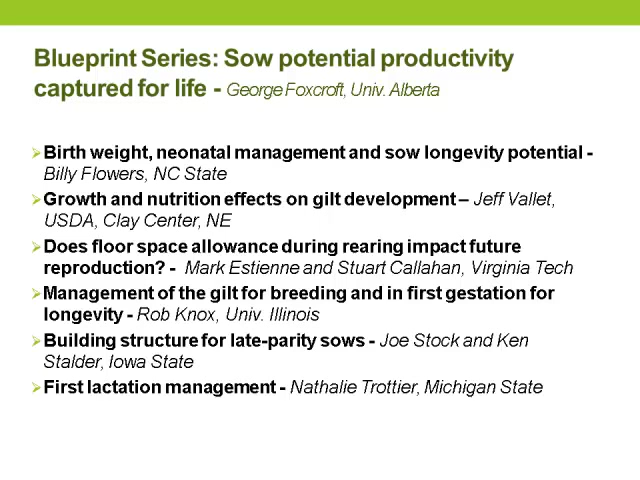 Blueprint Series: Sow potential productivity
captured for life - George Foxcroft, Univ. Alberta
➢Birth weight, neonatal management and sow longevity potential -
Billy Flowers, NC State
➢Growth and nutrition effects on gilt development – Jeff Vallet,
USDA, Clay Center, NE
➢Does floor space allowance during rearing impact future
reproduction? - Mark Estienne and Stuart Callahan, Virginia Tech
➢Management of the gilt for breeding and in first gestation for
longevity - Rob Knox, Univ. Illinois
➢Building structure for late-parity sows - Joe Stock and Ken
Stalder, Iowa State
➢First lactation management - Nathalie Trottier, Michigan State